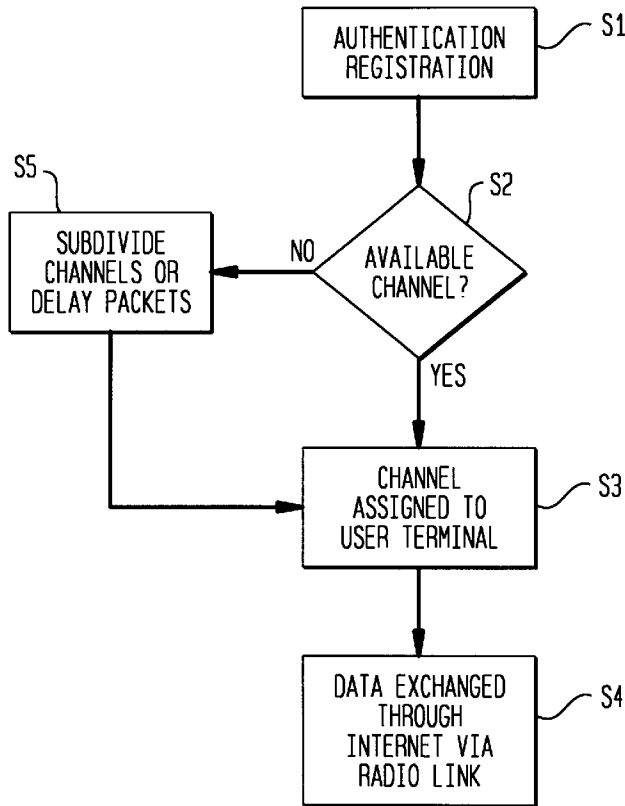 AUTHENTICATION
REGISTRATION
S1
S2
AVAILABLE
CHANNEL?
NO
YES
S5
SUBDIVIDE
CHANNELS OR
DELAY PACKETS
CHANNEL
ASSIGNED TO
USER TERMINAL
S3
DATA EXCHANGED
THROUGH
INTERNET VIA
RADIO LINK
S4